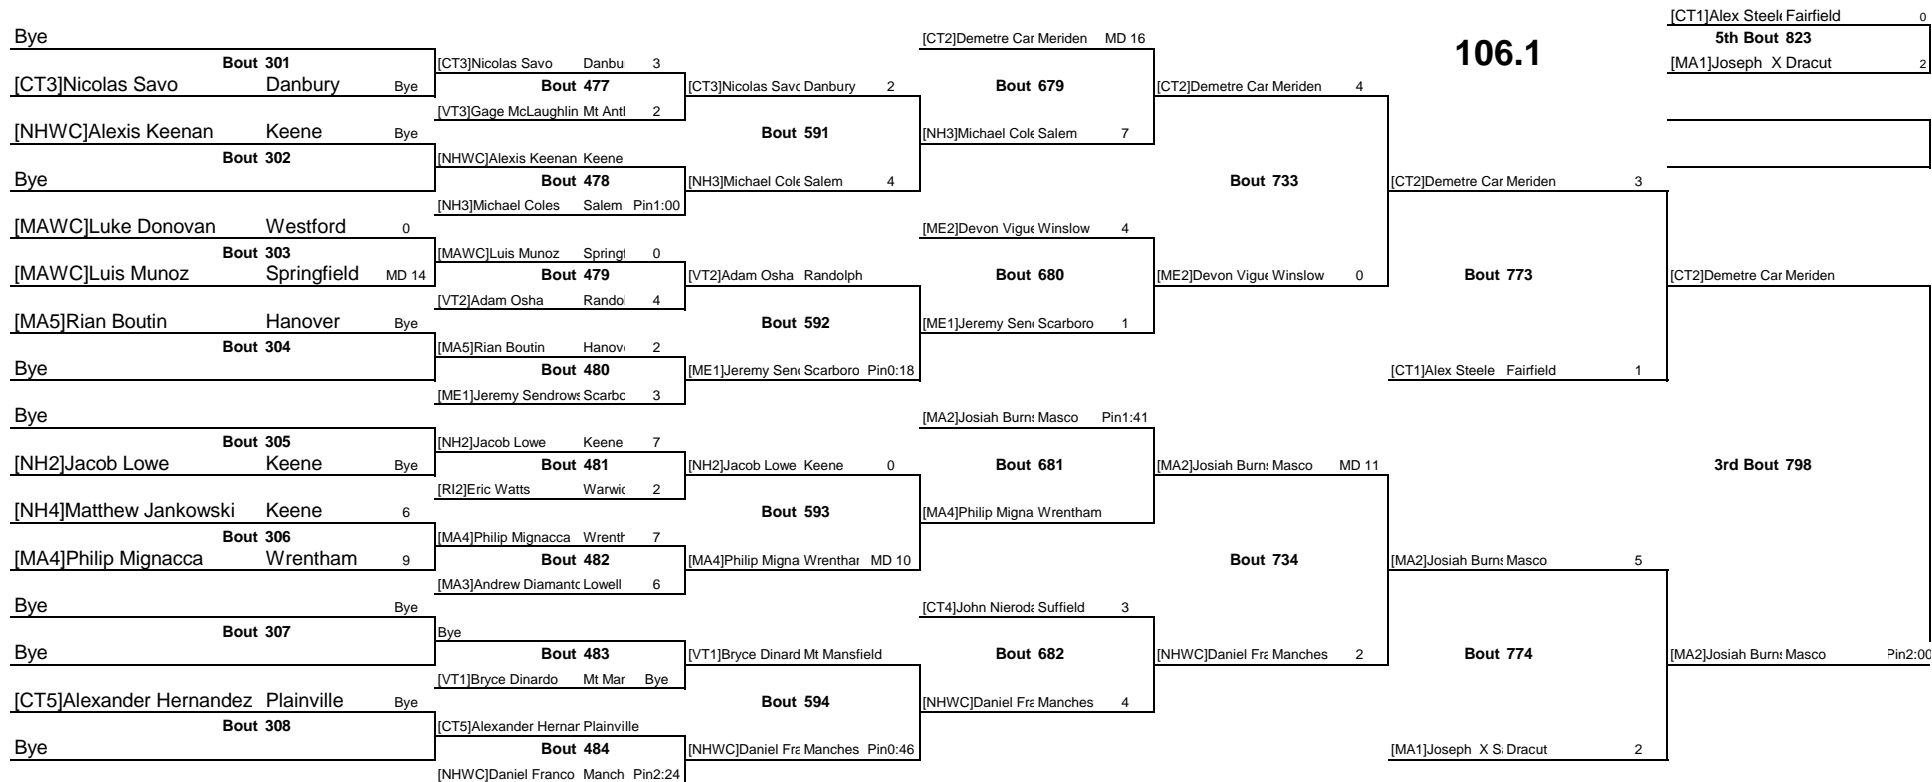 [CT1]Alex Steele Fairfield 0
5th Bout 823
[MA1]Joseph X Dracut 2
106.1
Bye
Bout 301
[CT3]Nicolas Savo Danbury Bye
[NHWC]Alexis Keenan Keene Bye
Bout 302
Bye
[MAWC]Luke Donovan Westford 0
Bout 303
[MAWC]Luis Munoz Springfield MD 14
[MA5]Rian Boutin Hanover Bye
Bout 304
Bye
Bye
Bout 305
[NH2]Jacob Lowe Keene Bye
[NH4]Matthew Jankowski Keene 6
Bout 306
[MA4]Philip Mignacca Wrentham 9
Bye Bye
Bout 307
Bye
[CT5]Alexander Hernandez Plainville Bye
Bout 308
Bye
[CT3]Nicolas Savo Danbu 3
Bout 477
[VT3]Gage McLaughlin Mt Ant 2
[NHWC]Alexis Keenan Keene
Bout 478
[NH3]Michael Coles Salem Pin1:00
[MAWC]Luis Munoz Spring 0
Bout 479
[VT2]Adam Osha Rando 4
[MA5]Rian Boutin Hanov 2
Bout 480
[ME1]Jeremy Sendrows Scarbo 3
[NH2]Jacob Lowe Keene 7
Bout 481
[RI2]Eric Watts Warwic 2
[MA4]Philip Mignacca Wrenth 7
Bout 482
[MA3]Andrew Diamanto Lowell 6
Bye
Bout 483
[VT1]Bryce Dinardo Mt Mar Bye
[CT5]Alexander Hernar Plainville
Bout 484
[NHWC]Daniel Franco Manch Pin2:24
[CT3]Nicolas Savo Danbury 2
Bout 591
[NH3]Michael Cole Salem 4
[VT2]Adam Osha Randolph
Bout 592
[ME1]Jeremy Send Scarboro Pin0:18
[NH2]Jacob Lowe Keene 0
Bout 593
[MA4]Philip Migna Wrenthar MD 10
[VT1]Bryce Dinard Mt Mansfield
Bout 594
[NHWC]Daniel Fra Manches Pin0:46
[CT2]Demetre Car Meriden MD 16
Bout 679
[NH3]Michael Cole Salem 7
[ME2]Devon Vigue Winslow 4
Bout 680
[ME1]Jeremy Send Scarboro 1
[MA2]Josiah Burns Masco Pin1:41
Bout 681
[MA4]Philip Migna Wrentham
[CT4]John Nieroda Suffield 3
Bout 682
[NHWC]Daniel Fra Manches 4
[CT2]Demetre Car Meriden 4
Bout 733
[ME2]Devon Vigue Winslow 0
[MA2]Josiah Burns Masco MD 11
Bout 734
[NHWC]Daniel Fra Manches 2
[CT2]Demetre Car Meriden 3
Bout 773
[CT1]Alex Steele Fairfield 1
[MA2]Josiah Burns Masco 5
Bout 774
[MA1]Joseph X S Dracut 2
[CT2]Demetre Car Meriden
3rd Bout 798
[MA2]Josiah Burns Masco Pin2:00